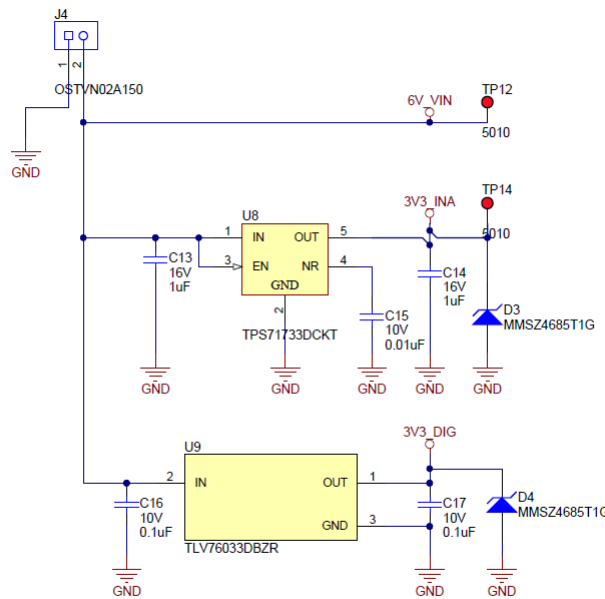 J4
1
2
OSTVN02A150
GND
6V_VIN
TP12
5010
3V3_INA
TP14
5010
U8
1
IN
OUT
5
3
EN
NR
4
GND
2
TPS71733DCKT
C13
16V
1uF
C14
16V
1uF
C15
10V
0.01uF
D3
MMSZ4685T1G
GND
GND
GND
GND
GND
3V3_DIG
U9
2
IN
OUT
1
GND
3
TLV76033DBZR
C16
10V
0.1uF
C17
10V
0.1uF
D4
MMSZ4685T1G
GND
GND
GND